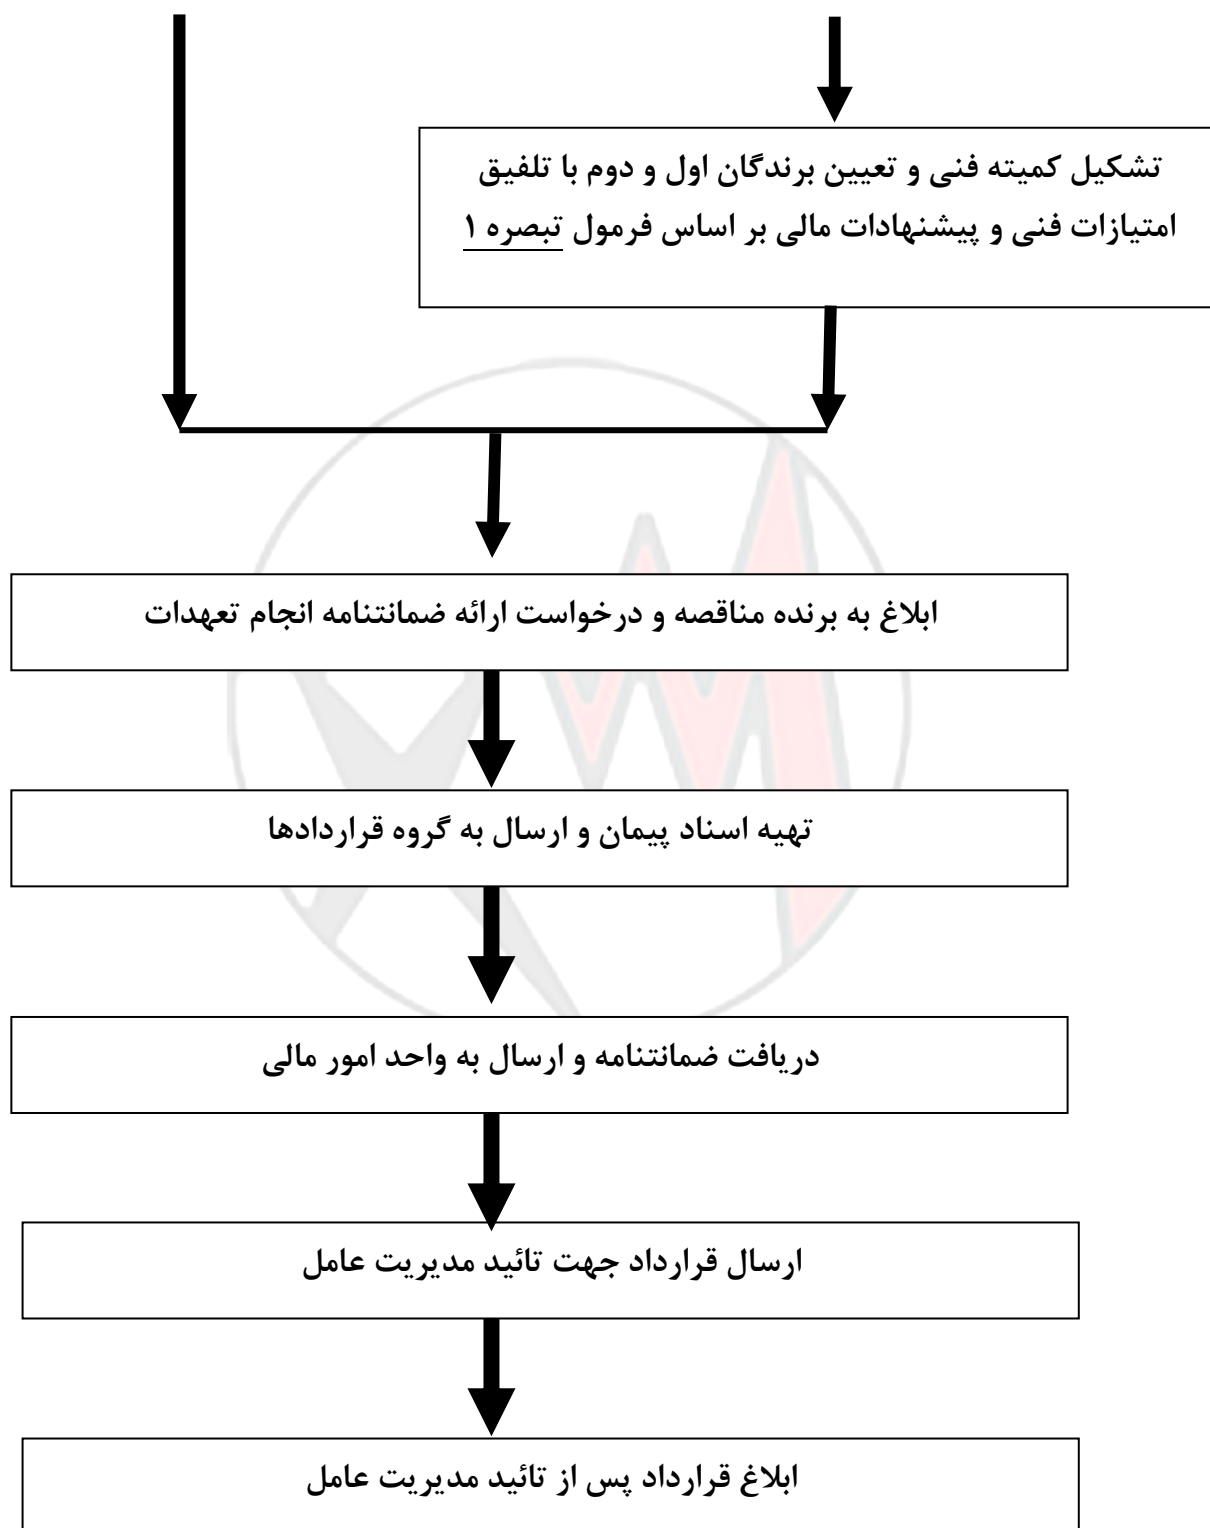 تشکیل کمیته فنی و تعیین برندگان اول و دوم با تلفیق
امتیازات فنی و پیشنهادات مالی بر اساس فرمول تبصره ۱
ابلاغ به برنده مناقصه و درخواست ارائه ضمانتنامه انجام تعهدات
تهیه اسناد پیمان و ارسال به گروه قراردادها
دریافت ضمانتنامه و ارسال به واحد امور مالی
ارسال قرارداد جهت تائید مدیریت عامل
ابلاغ قرارداد پس از تائید مدیریت عامل